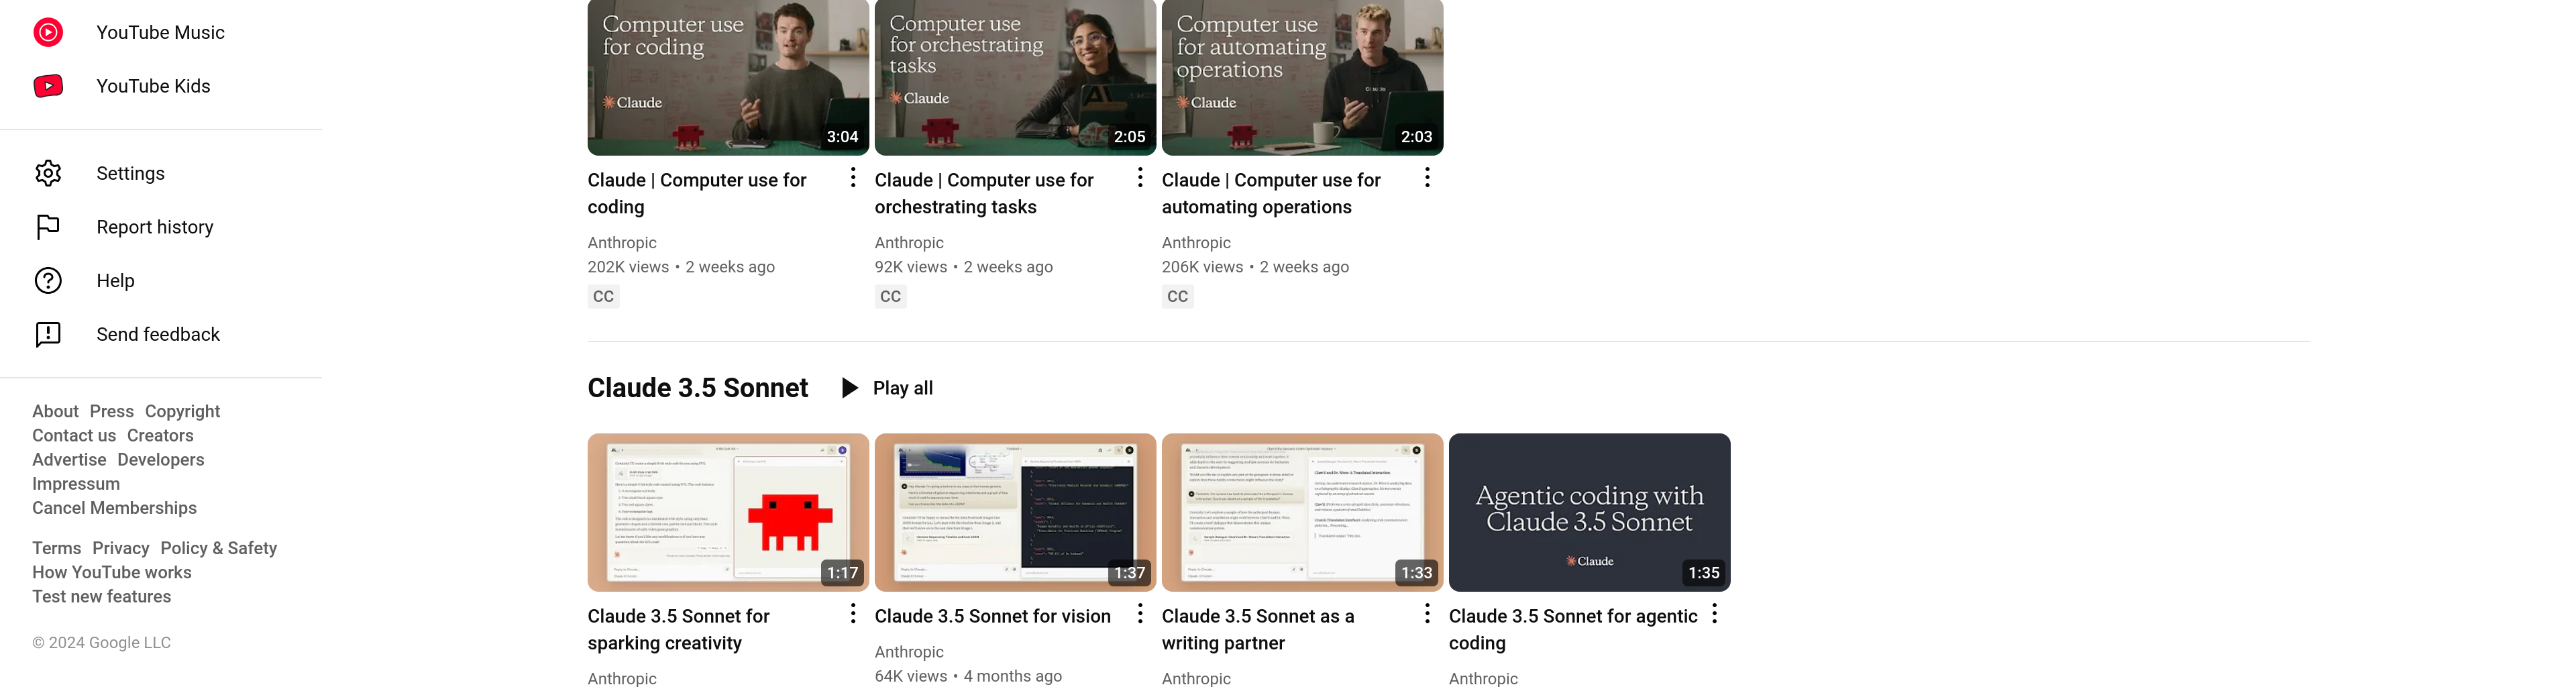 YouTube Music
YouTube Kids
Settings
Report history
Help
Send feedback
About Press Copyright
Contact us Creators
Advertise Developers
Impressum
Cancel Memberships
Terms Privacy Policy & Safety
How YouTube works
Test new features
© 2024 Google LLC
Computer use
for coding
Claude
3:04
Claude | Computer use for
coding
Anthropic
202K views • 2 weeks ago
CC
Computer use
for orchestrating
tasks
Claude
2:05
Claude | Computer use for
orchestrating tasks
Anthropic
92K views • 2 weeks ago
CC
Computer use
for automating
operations
Claude
2:03
Claude | Computer use for
automating operations
Anthropic
206K views • 2 weeks ago
CC
Claude 3.5 Sonnet
Play all
1:17
Claude 3.5 Sonnet for
sparking creativity
Anthropic
1:37
Claude 3.5 Sonnet for vision
Anthropic
64K views • 4 months ago
1:33
Claude 3.5 Sonnet as a
writing partner
Anthropic
Agentic coding with
Claude 3.5 Sonnet
Claude
1:35
Claude 3.5 Sonnet for agentic
coding
Anthropic